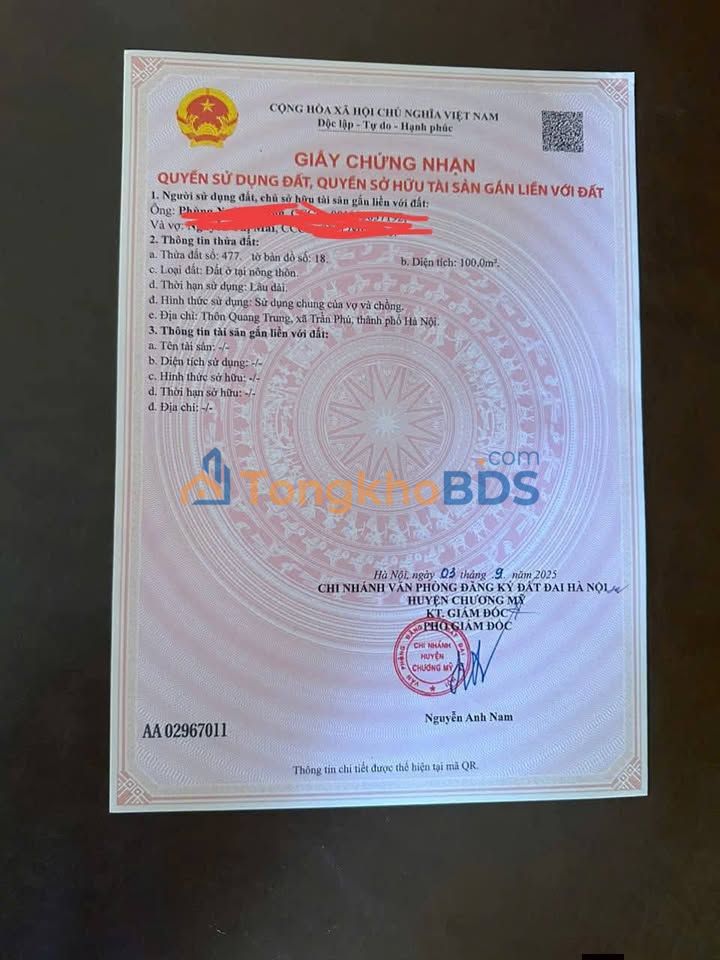 CỘNG HÒA XÃ HỘI CHỦ NGHĨA VIỆT NAM
Độc lập - Tự do - Hạnh phúc
GIẤY CHỨNG NHẬN
QUYỀN SỬ DỤNG ĐẤT, QUYỀN SỞ HỮU TÀI SẢN GẮN LIỀN VỚI ĐẤT
1. Người sử dụng đất, chủ sở hữu tài sản gắn liền với đất:
Ông:
Và vợ:
2. Thông tin thửa đất:
a. Thửa đất số: 477. tờ bản đồ số: 18. b. Diện tích: 100,0m².
c. Loại đất: Đất ở tại nông thôn.
d. Thời hạn sử dụng: Lâu dài.
đ. Hình thức sử dụng: Sử dụng chung của vợ và chồng.
e. Địa chỉ: Thôn Quang Trung, xã Trần Phú, thành phố Hà Nội.
3. Thông tin tài sản gắn liền với đất:
a. Tên tài sản: -/-
b. Diện tích sử dụng: -/-
c. Hình thức sở hữu: -/-
d. Thời hạn sở hữu: -/-
đ. Địa chỉ: -/-
TongkhoBDS.com
Hà Nội, ngày 03 tháng 9 năm 2025
CHI NHÁNH VĂN PHÒNG ĐĂNG KÝ ĐẤT ĐAI HÀ NỘI
HUYỆN CHƯƠNG MỸ
KT. GIÁM ĐỐC
PHÓ GIÁM ĐỐC
CHI NHÁNH
HUYỆN
CHƯƠNG MỸ
Nguyễn Anh Nam
AA 02967011
Thông tin chi tiết được thể hiện tại mã QR.